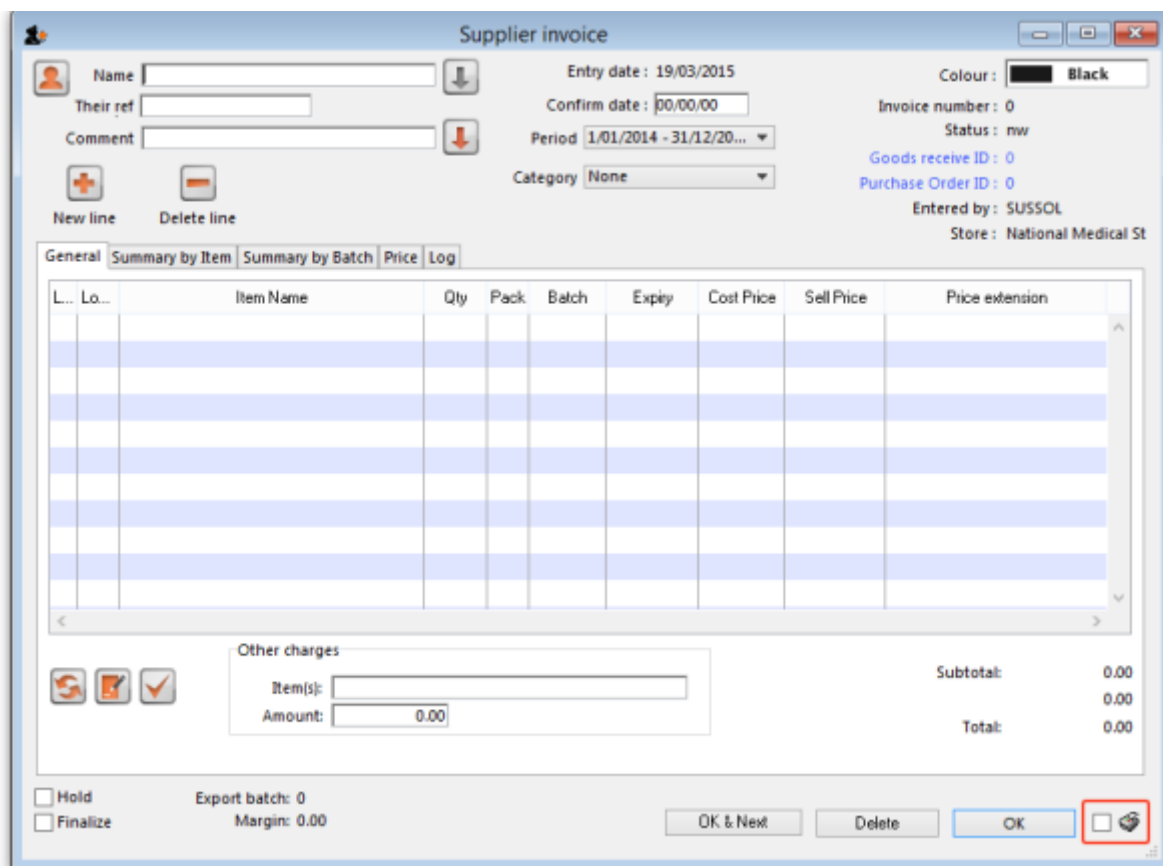 Supplier invoice
Name
Their ref
Comment
New line
Delete line
Entry date : 19/03/2015
Confirm date : 00/00/00
Period 1/01/2014 - 31/12/20...
Category None
Colour : Black
Invoice number : 0
Status : nw
Goods receive ID : 0
Purchase Order ID : 0
Entered by : SUSSOL
Store : National Medical St
General Summary by Item Summary by Batch Price Log
L... Lo... Item Name Qty Pack Batch Expiry Cost Price Sell Price Price extension
Other charges
Item(s):
Amount: 0.00
Subtotal: 0.00
0.00
Total: 0.00
Hold
Finalize
Export batch: 0
Margin: 0.00
OK & Next Delete OK